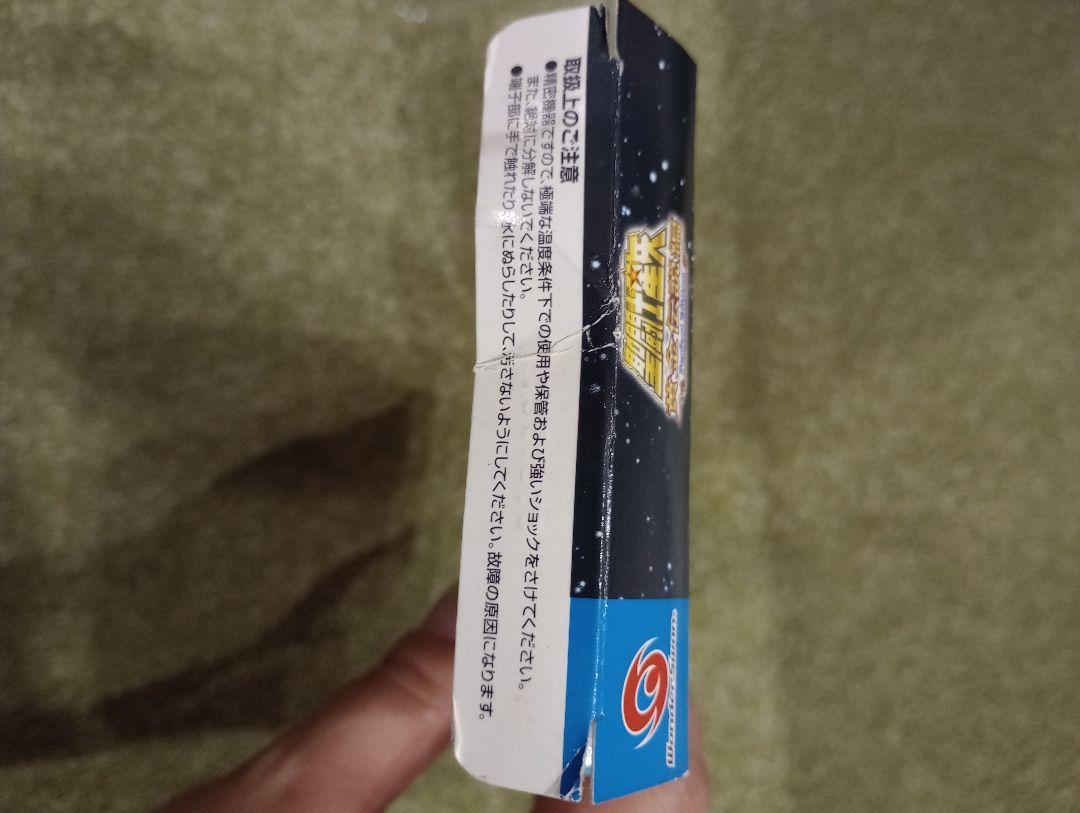 取扱上のご注意
●精密機器ですので、極端な温度条件下での使用や保管および強いショックをさけてください。
また、絶対に分解しないでください。
●端子部に手で触れたり、水にぬらしたりして、汚さないようにしてください。故障の原因になります。
WonderSwan